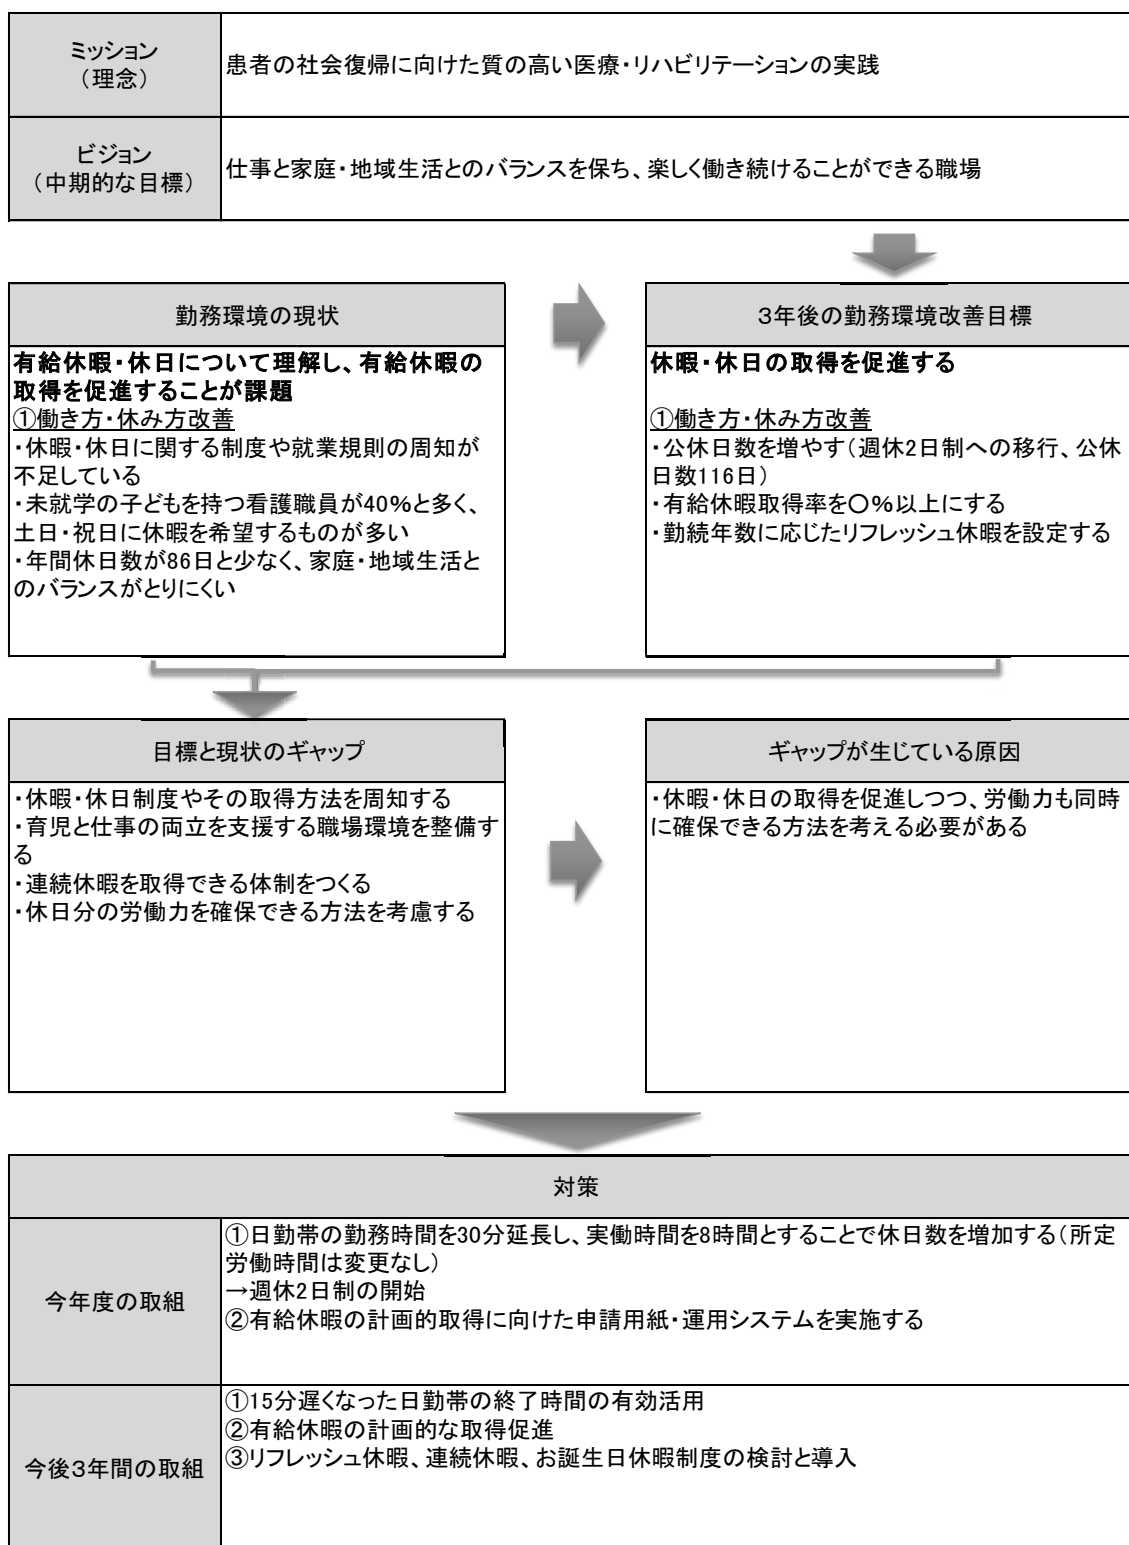 ミッション
（理念）
患者の社会復帰に向けた質の高い医療・リハビリテーションの実践
ビジョン
（中期的な目標）
仕事と家庭・地域生活とのバランスを保ち、楽しく働き続けることができる職場
勤務環境の現状
有給休暇・休日について理解し、有給休暇の
取得を促進することが課題
①働き方・休み方改善
・休暇・休日に関する制度や就業規則の周知が
不足している
・未就学の子どもを持つ看護職員が40％と多く、
土日・祝日に休暇を希望するものが多い
・年間休日数が86日と少なく、家庭・地域生活と
のバランスがとりにくい
3年後の勤務環境改善目標
休暇・休日の取得を促進する
①働き方・休み方改善
・公休日数を増やす（週休2日制への移行、公休
日数116日）
・有給休暇取得率を〇％以上にする
・勤続年数に応じたリフレッシュ休暇を設定する
目標と現状のギャップ
・休暇・休日制度やその取得方法を周知する
・育児と仕事の両立を支援する職場環境を整備す
る
・連続休暇を取得できる体制をつくる
・休日分の労働力を確保できる方法を考慮する
ギャップが生じている原因
・休暇・休日の取得を促進しつつ、労働力も同時
に確保できる方法を考える必要がある
対策
今年度の取組
①日勤帯の勤務時間を30分延長し、実働時間を8時間とすることで休日数を増加する（所定
労働時間は変更なし）
→週休2日制の開始
②有給休暇の計画的取得に向けた申請用紙・運用システムを実施する
今後3年間の取組
①15分遅くなった日勤帯の終了時間の有効活用
②有給休暇の計画的な取得促進
③リフレッシュ休暇、連続休暇、お誕生日休暇制度の検討と導入